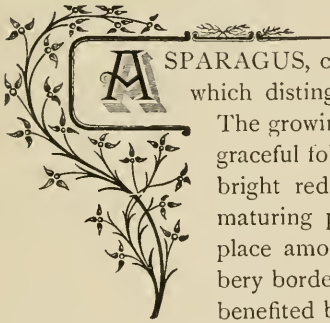 ASPARAGUS, c
which disting
The growin
graceful fol
bright red
maturing p
place amo
bery borde
benefited b